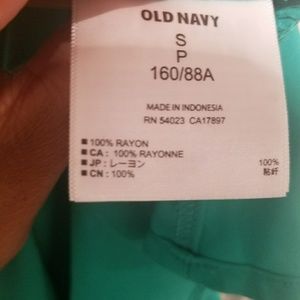 OLD NAVY
S
P
160/88A
MADE IN INDONESIA
RN 54023 CA17897
100% RAYON
CA : 100% RAYONNE
JP : レーヨン 100%
CN : 100% 粘纤